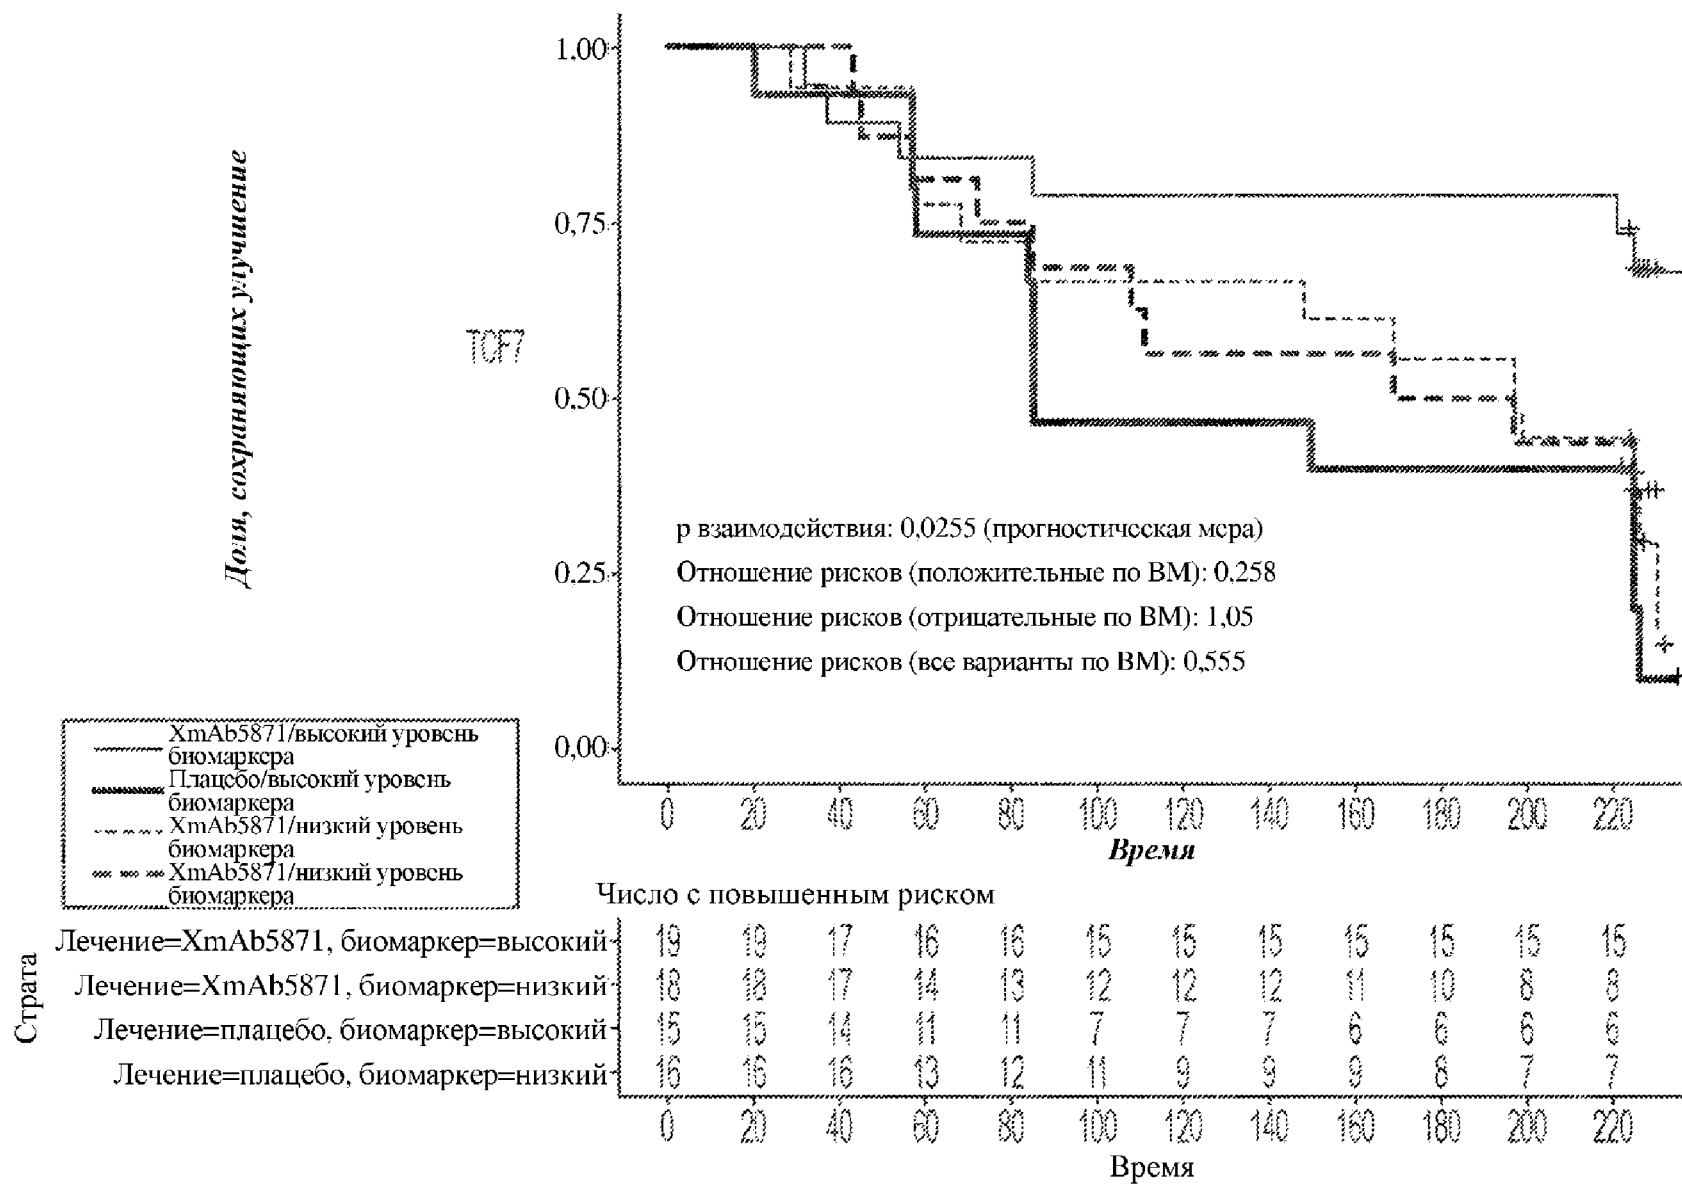 Доля, сохраняющих улучшение
TCF7
1.00
0,75
0,50
0,25
0,00
р взаимодействия: 0,0255 (прогностическая мера)
Отношение рисков (положительные по ВМ): 0,258
Отношение рисков (отрицательные по ВМ): 1,05
Отношение рисков (все варианты по ВМ): 0,555
XmAb5871/высокий уровень
биомаркера
Плацебо/высокий уровень
биомаркера
XmAb5871/низкий уровень
биомаркера
XmAb5871/низкий уровень
биомаркера
0 20 40 60 80 100 120 140 160 180 200 220
Время
Число с повышенным риском
Страта
Лечение=XmAb5871, биомаркер=высокий 19 19 17 16 16 15 15 15 15 15 15 15
Лечение=XmAb5871, биомаркер=низкий 18 18 17 14 13 12 12 12 11 10 8 8
Лечение=плацебо, биомаркер=высокий 15 15 14 11 11 7 7 7 6 6 6 6
Лечение=плацебо, биомаркер=низкий 16 16 16 13 12 11 9 9 9 8 7 7
0 20 40 60 80 100 120 140 160 180 200 220
Время